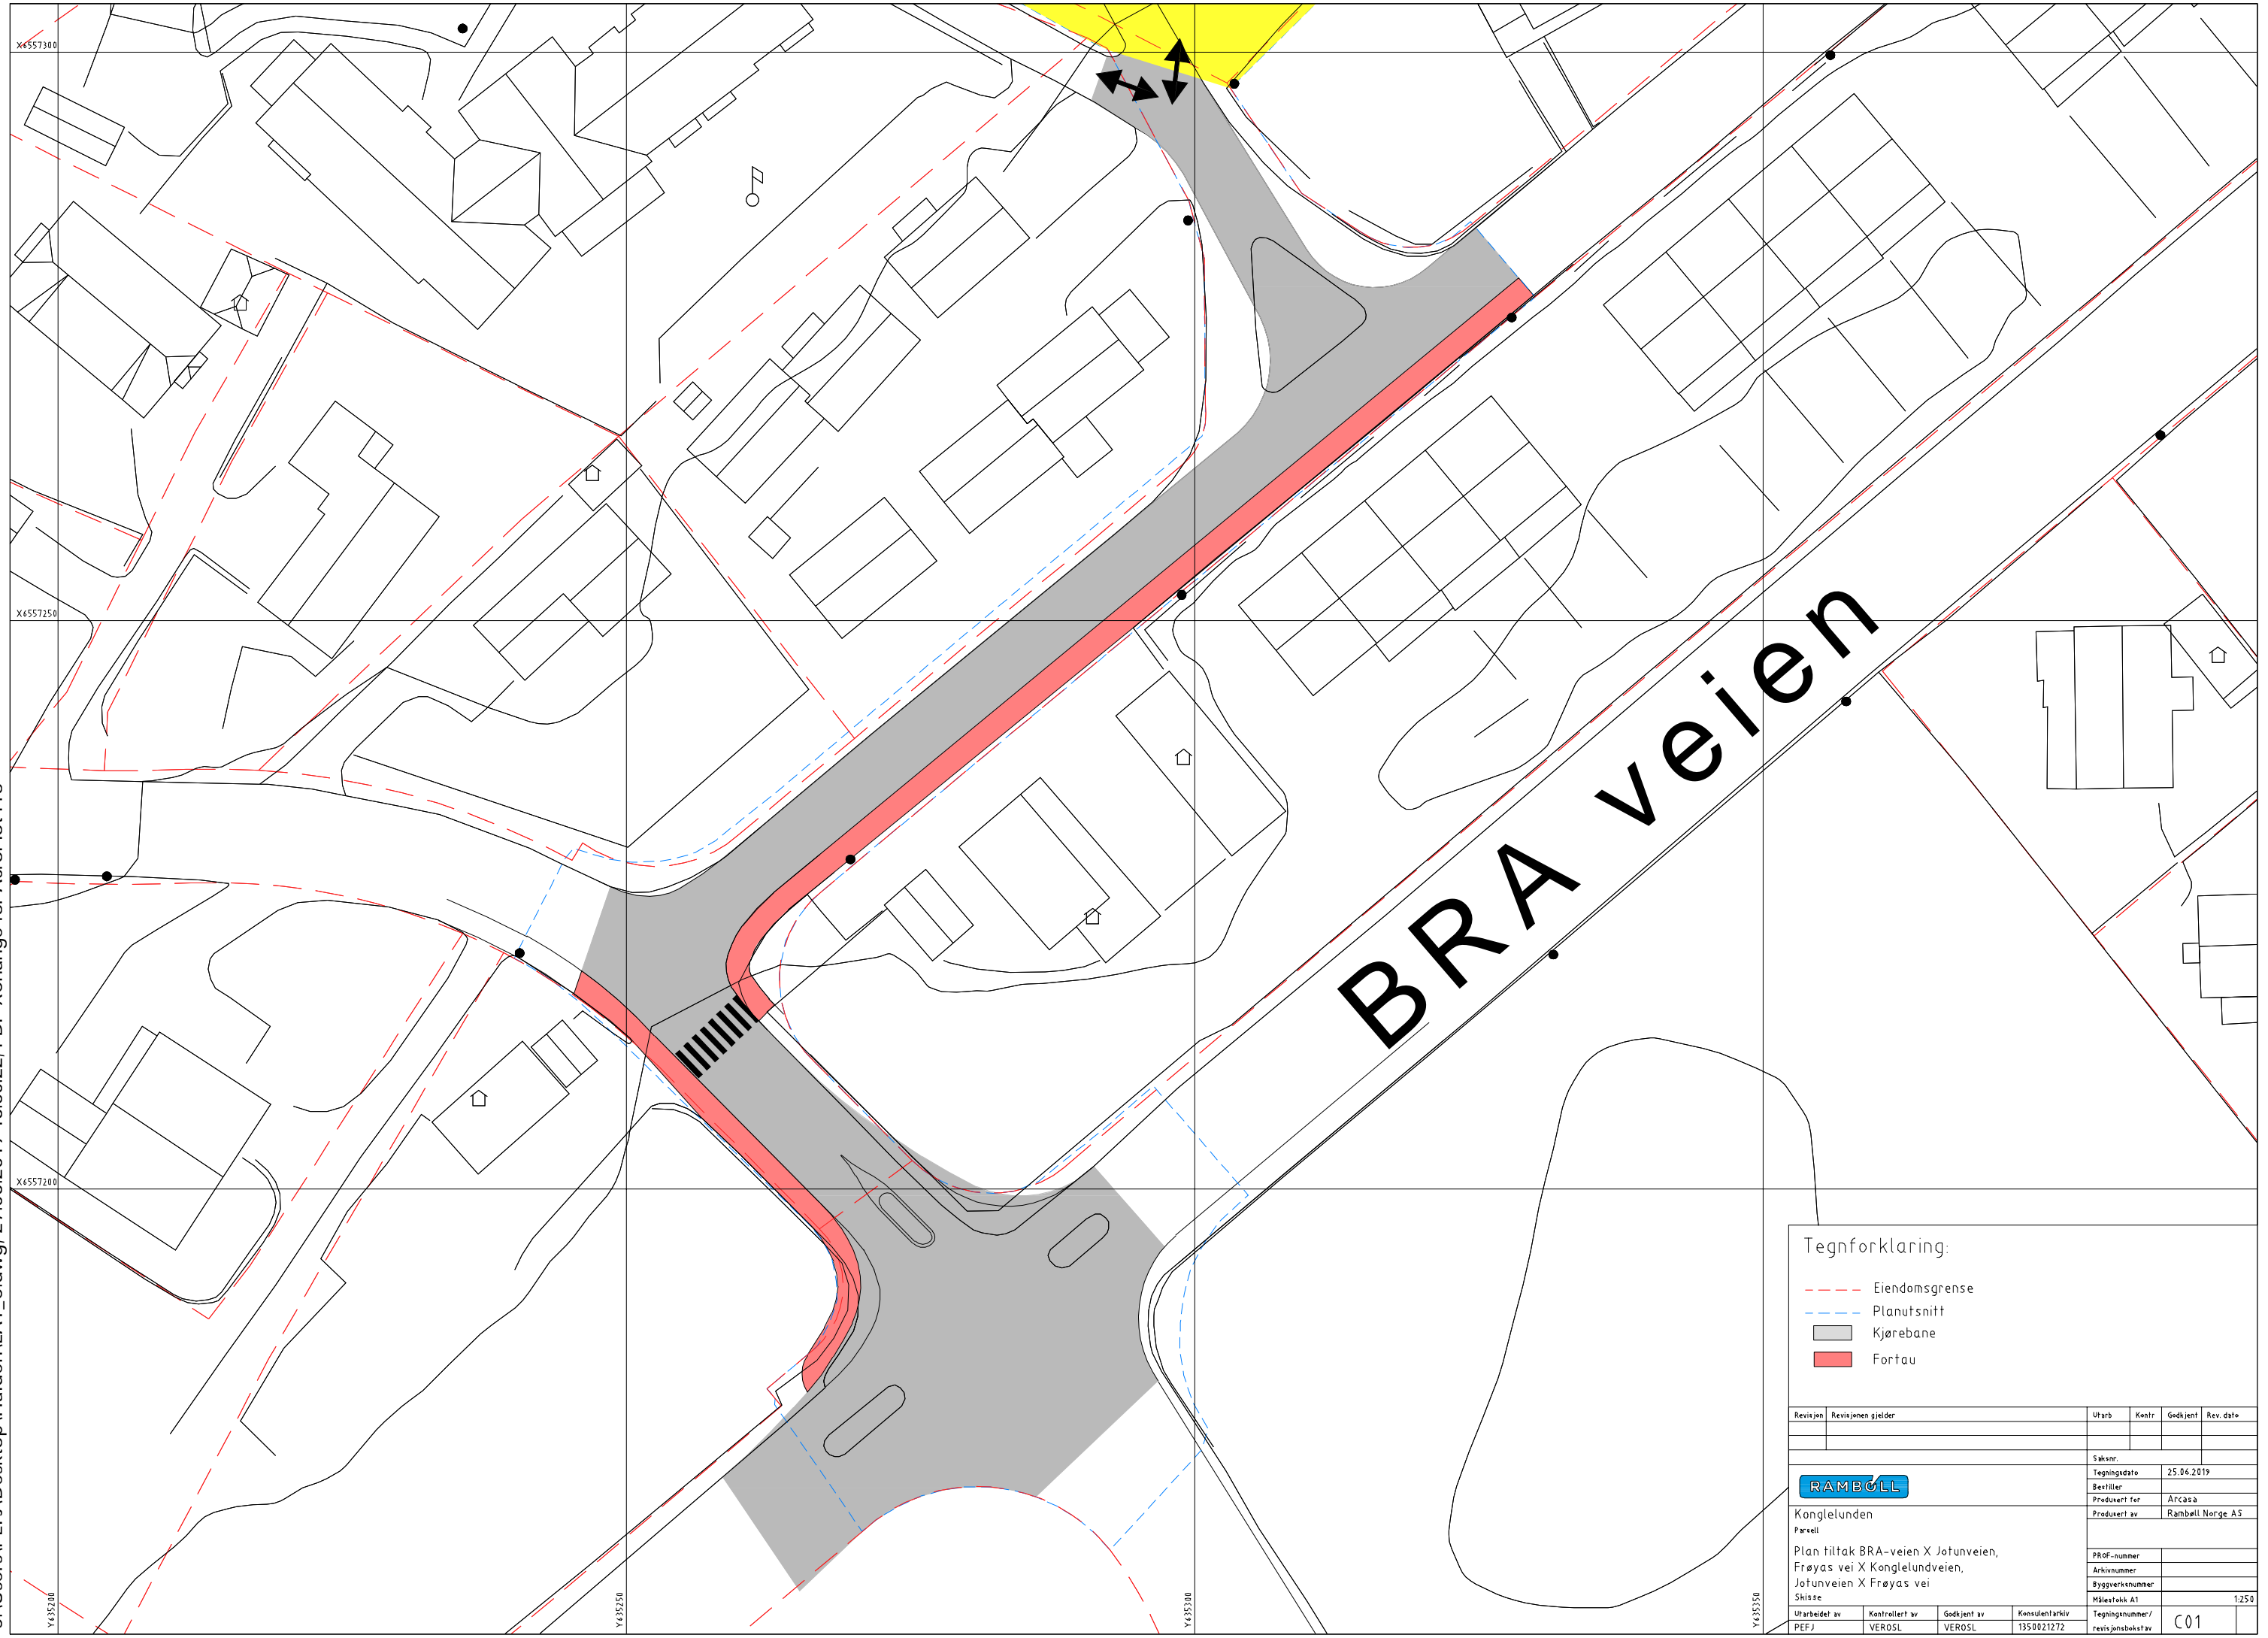 X6557300
X6557250
X6557200
Y635200
Y635250
Y635300
Y635350
BRA veien
Tegnforklaring:
Eiendomsgrense
Planutsnitt
Kjørebane
Fortau
Revisjon Revisjonen gjelder Utarb Kontr Godkjent Rev. dato
Saksnr.
Tegningsdato 25.06.2019
Bestiller
Produsert for Arcasa
Produsert av Rambøll Norge AS
RAMBOLL
Konglelunden
Parsell
Plan tiltak BRA-veien X Jotunveien,
Frøyas vei X Konglelundveien,
Jotunveien X Frøyas vei
Skisse
PROF-nummer
Arkivnummer
Byggverksnummer
Målestokk A1 1:250
Utarbeidet av Kontrollert av Godkjent av Konsulentarkiv
PEFJ VEROSL VEROSL 1350021272
Tegningsnummer/
revisjonsbokstav C01